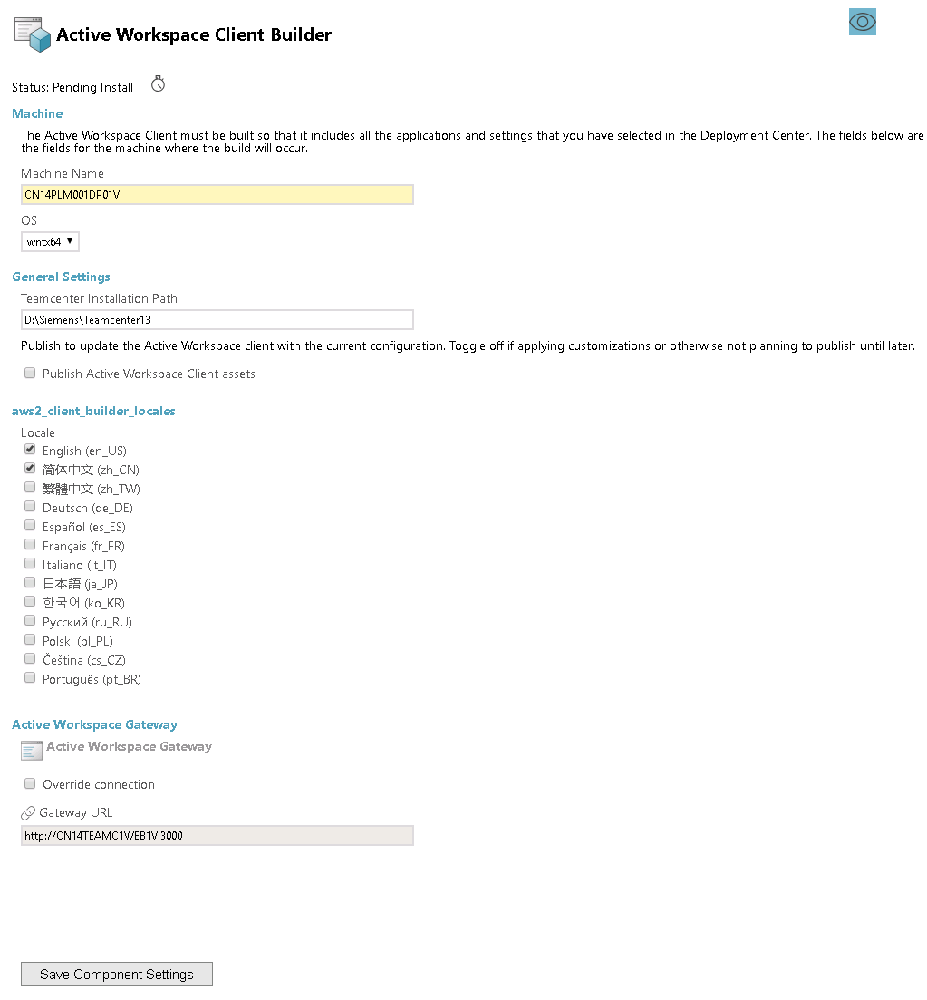 Active Workspace Client Builder
Status: Pending Install
Machine
The Active Workspace Client must be built so that it includes all the applications and settings that you have selected in the Deployment Center. The fields below are
the fields for the machine where the build will occur.
Machine Name
CN14PLM001DP01V
OS
wntx64
General Settings
Teamcenter Installation Path
D:\Siemens\Teamcenter13
Publish to update the Active Workspace client with the current configuration. Toggle off if applying customizations or otherwise not planning to publish until later.
Publish Active Workspace Client assets
aws2_client_builder_locales
Locale
English (en_US)
简体中文 (zh_CN)
繁體中文 (zh_TW)
Deutsch (de_DE)
Español (es_ES)
Français (fr_FR)
Italiano (it_IT)
日本語 (ja_JP)
한국어 (ko_KR)
Русский (ru_RU)
Polski (pl_PL)
Čeština (cs_CZ)
Português (pt_BR)
Active Workspace Gateway
Active Workspace Gateway
Override connection
Gateway URL
http://CN14TEAMC1WEB1V:3000
Save Component Settings